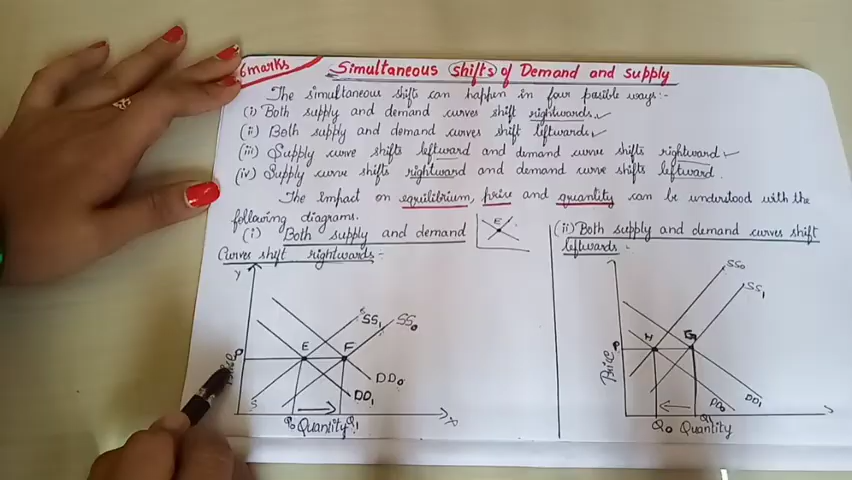 6marks
Simultaneous shifts of Demand and supply
The simultaneous shifts can happen in four posible ways:-
(i) Both supply and demand curves shift rightwards.
(ii) Both supply and demand curves shift leftwards
(iii) Supply curve shifts leftward and demand curve shifts rightward
(iv) Supply curve shifts rightward and demand curve shifts leftward.
The impact on equilibrium, price and quantity can be understood with the
following diagrams.
(i) Both supply and demand
Curves shift rightwards:-
E
(ii) Both supply and demand curves shift
leftwards:-
Y
SS1
SS0
P
E
F
DD0
DD1
S
Q0 Quantity Q1
X
SS0
SS1
Price
P
H
G
DD0
DD1
Q0 Quantity
Q1